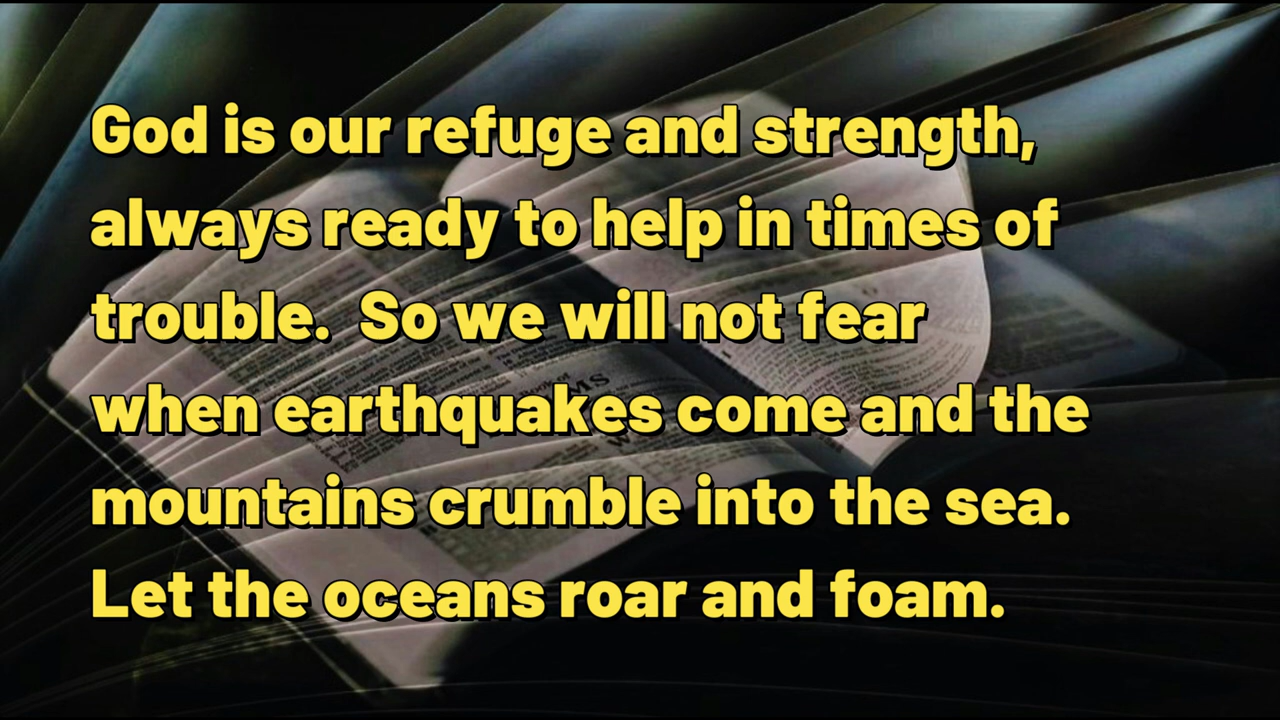 God is our refuge and strength,
always ready to help in times of
trouble.  So we will not fear
when earthquakes come and the
mountains crumble into the sea.
Let the oceans roar and foam.